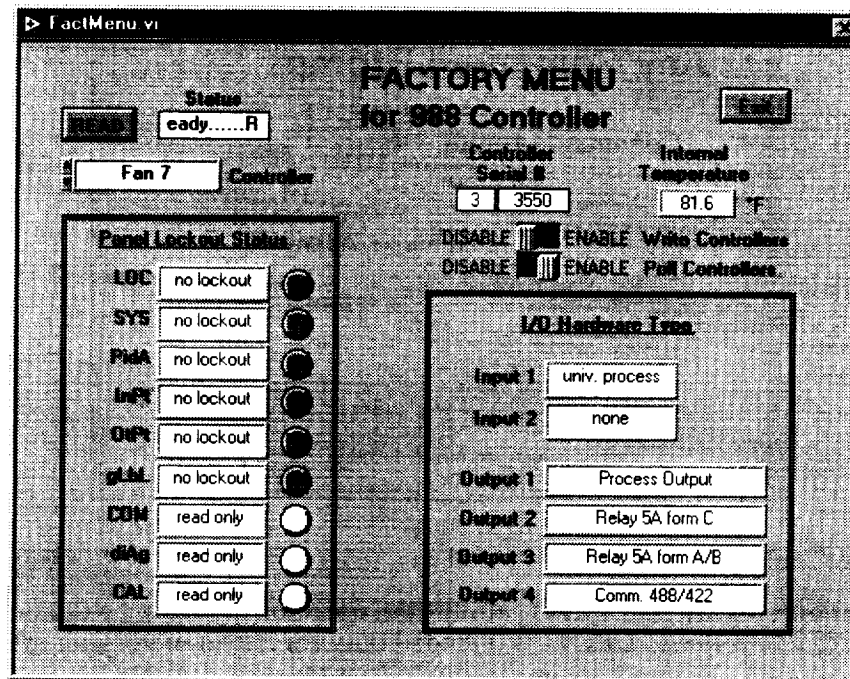 FactMenu.vi
FACTORY MENU
for 988 Controller
READ
Status
eady......R
Exit
Fan 7
Controller
Controller
Serial #
3 3550
Internal
Temperature
81.6 °F
DISABLE ENABLE Write Controllers
DISABLE ENABLE Poll Controllers
Panel Lockout Status
LOC no lockout
SYS no lockout
PidA no lockout
InPt no lockout
OtPt no lockout
gLbL no lockout
COM read only
diAg read only
CAL read only
I/O Hardware Type
Input 1 univ. process
Input 2 none
Output 1 Process Output
Output 2 Relay 5A form C
Output 3 Relay 5A form A/B
Output 4 Comm. 488/422